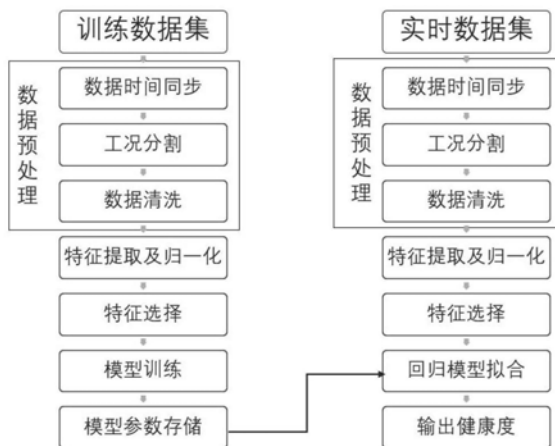 训练数据集
数据预处理
数据时间同步
工况分割
数据清洗
特征提取及归一化
特征选择
模型训练
模型参数存储
实时数据集
数据预处理
数据时间同步
工况分割
数据清洗
特征提取及归一化
特征选择
回归模型拟合
输出健康度